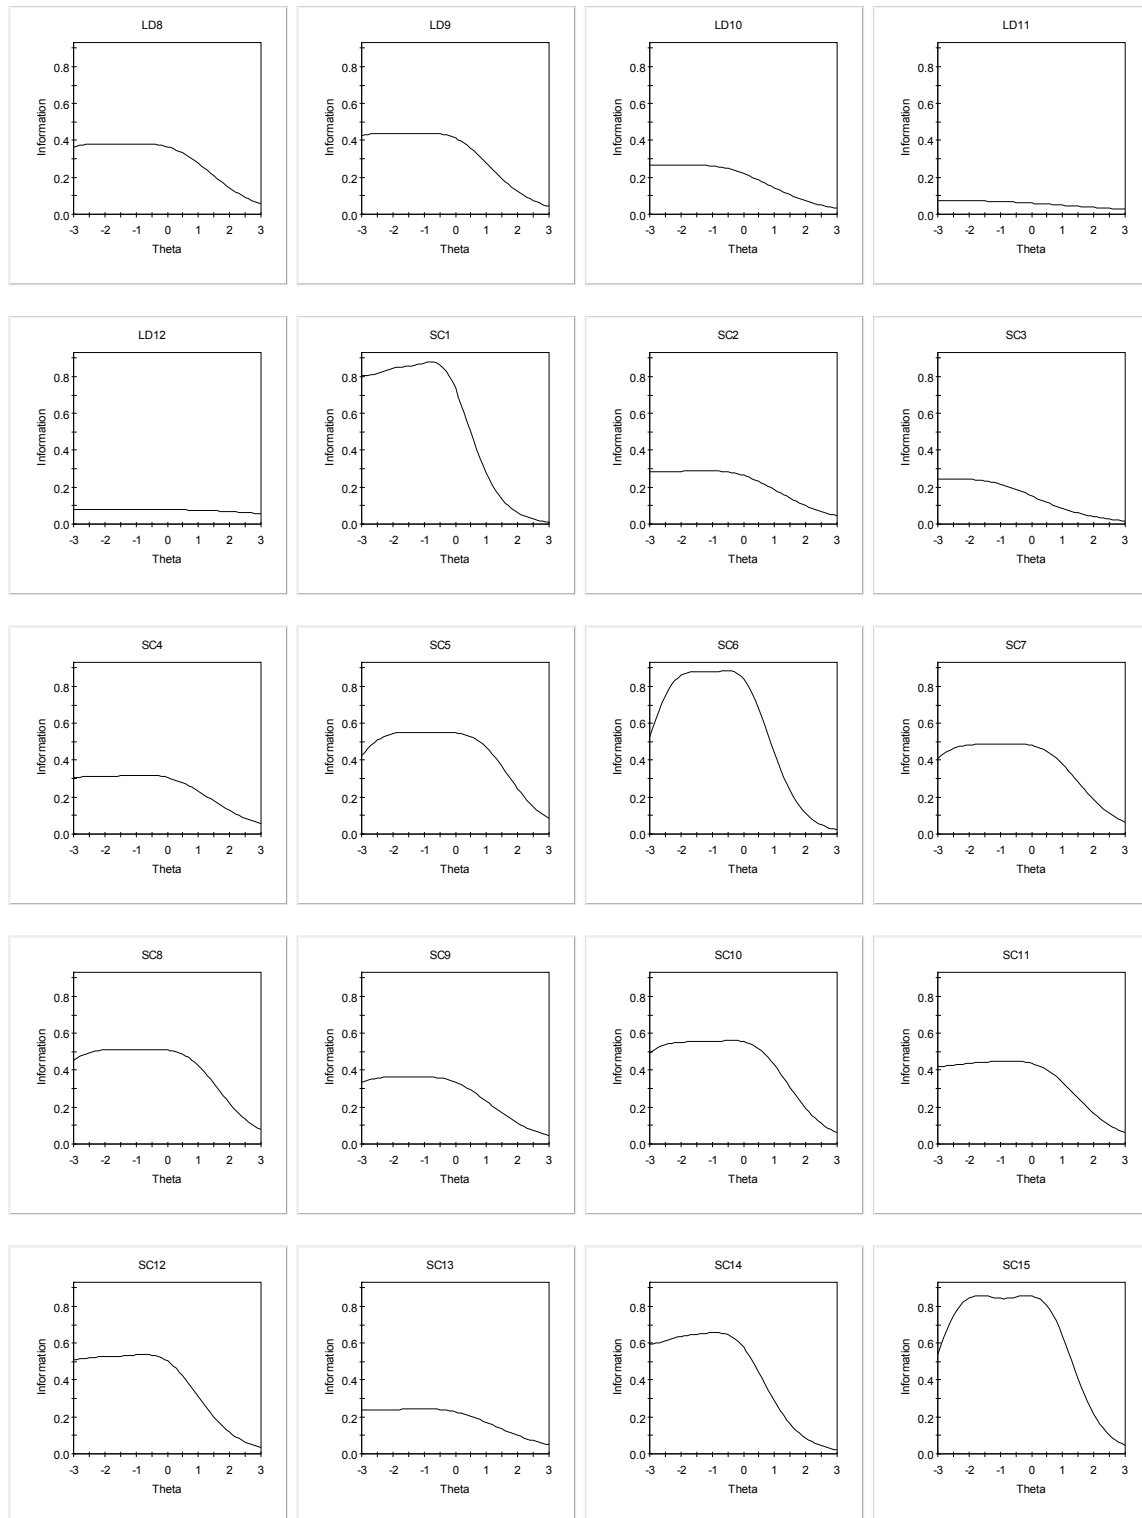 LD8
LD9
LD10
LD11
0.8
0.6
0.4
0.2
0.0
Information
-3 -2 -1 0 1 2 3
Theta
0.8
0.6
0.4
0.2
0.0
Information
-3 -2 -1 0 1 2 3
Theta
0.8
0.6
0.4
0.2
0.0
Information
-3 -2 -1 0 1 2 3
Theta
0.8
0.6
0.4
0.2
0.0
Information
-3 -2 -1 0 1 2 3
Theta
LD12
SC1
SC2
SC3
0.8
0.6
0.4
0.2
0.0
Information
-3 -2 -1 0 1 2 3
Theta
0.8
0.6
0.4
0.2
0.0
Information
-3 -2 -1 0 1 2 3
Theta
0.8
0.6
0.4
0.2
0.0
Information
-3 -2 -1 0 1 2 3
Theta
0.8
0.6
0.4
0.2
0.0
Information
-3 -2 -1 0 1 2 3
Theta
SC4
SC5
SC6
SC7
0.8
0.6
0.4
0.2
0.0
Information
-3 -2 -1 0 1 2 3
Theta
0.8
0.6
0.4
0.2
0.0
Information
-3 -2 -1 0 1 2 3
Theta
0.8
0.6
0.4
0.2
0.0
Information
-3 -2 -1 0 1 2 3
Theta
0.8
0.6
0.4
0.2
0.0
Information
-3 -2 -1 0 1 2 3
Theta
SC8
SC9
SC10
SC11
0.8
0.6
0.4
0.2
0.0
Information
-3 -2 -1 0 1 2 3
Theta
0.8
0.6
0.4
0.2
0.0
Information
-3 -2 -1 0 1 2 3
Theta
0.8
0.6
0.4
0.2
0.0
Information
-3 -2 -1 0 1 2 3
Theta
0.8
0.6
0.4
0.2
0.0
Information
-3 -2 -1 0 1 2 3
Theta
SC12
SC13
SC14
SC15
0.8
0.6
0.4
0.2
0.0
Information
-3 -2 -1 0 1 2 3
Theta
0.8
0.6
0.4
0.2
0.0
Information
-3 -2 -1 0 1 2 3
Theta
0.8
0.6
0.4
0.2
0.0
Information
-3 -2 -1 0 1 2 3
Theta
0.8
0.6
0.4
0.2
0.0
Information
-3 -2 -1 0 1 2 3
Theta